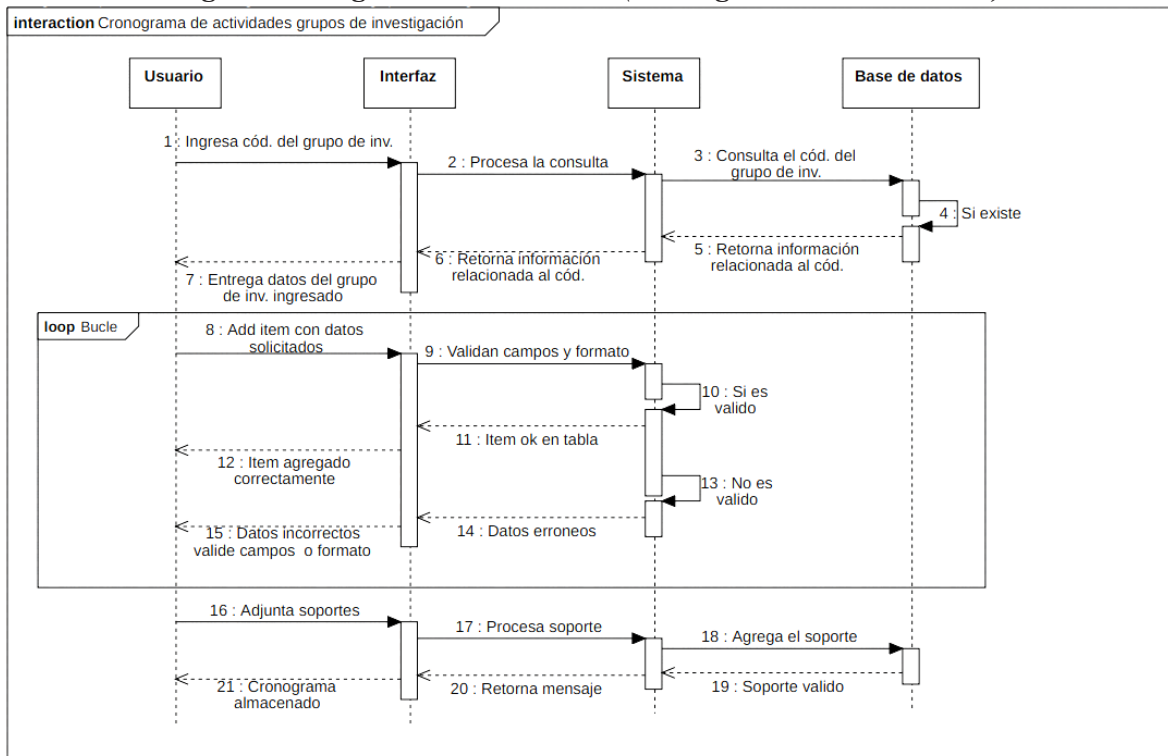 interaction Cronograma de actividades grupos de investigación
Usuario
Interfaz
Sistema
Base de datos
1 : Ingresa cód. del grupo de inv.
2 : Procesa la consulta
3 : Consulta el cód. del
grupo de inv.
4 : Si existe
5 : Retorna información
relacionada al cód.
6 : Retorna información
relacionada al cód.
7 : Entrega datos del grupo
de inv. ingresado
loop Bucle
8 : Add item con datos
solicitados
9 : Validan campos y formato
10 : Si es
valido
11 : Item ok en tabla
12 : Item agregado
correctamente
13 : No es
valido
14 : Datos erroneos
15 : Datos incorrectos
valide campos o formato
16 : Adjunta soportes
17 : Procesa soporte
18 : Agrega el soporte
19 : Soporte valido
20 : Retorna mensaje
21 : Cronograma
almacenado